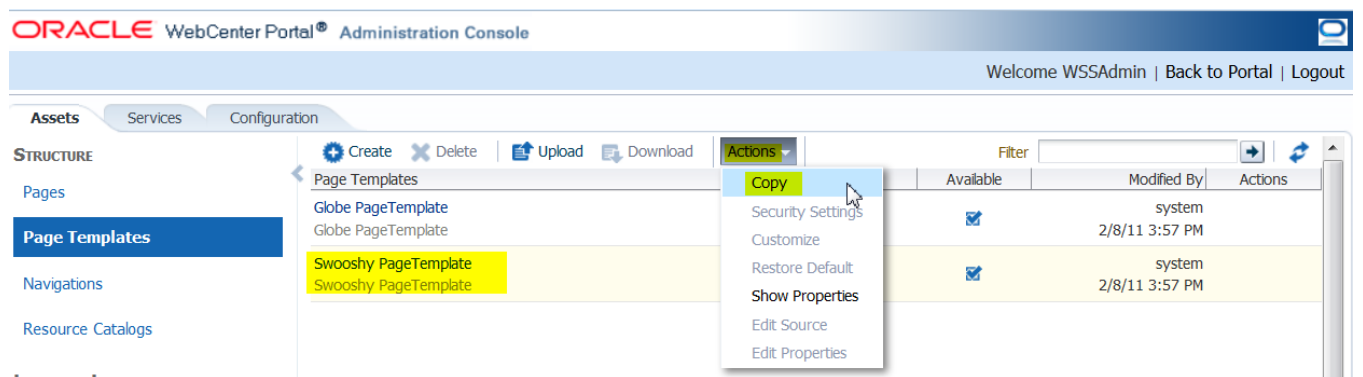 ORACLE WebCenter Portal® Administration Console
Welcome WSSAdmin | Back to Portal | Logout
Assets Services Configuration
STRUCTURE
Pages
Page Templates
Navigations
Resource Catalogs
Create Delete Upload Download Actions Filter
Page Templates Available Modified By Actions
Globe PageTemplate system
Globe PageTemplate 2/8/11 3:57 PM
Swooshy PageTemplate system
Swooshy PageTemplate 2/8/11 3:57 PM
Copy
Security Settings
Customize
Restore Default
Show Properties
Edit Source
Edit Properties